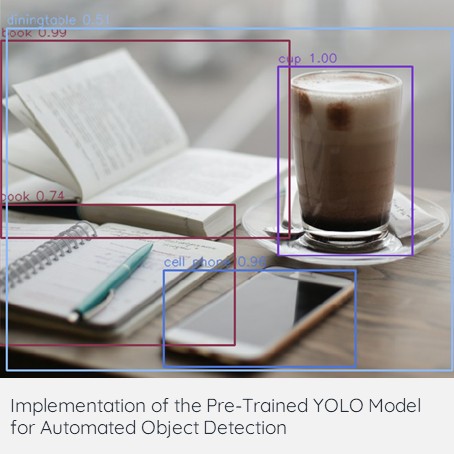 diningtable 0.51
book 0.99
cup 1.00
book 0.74
cell phone 0.96
Implementation of the Pre-Trained YOLO Model
for Automated Object Detection